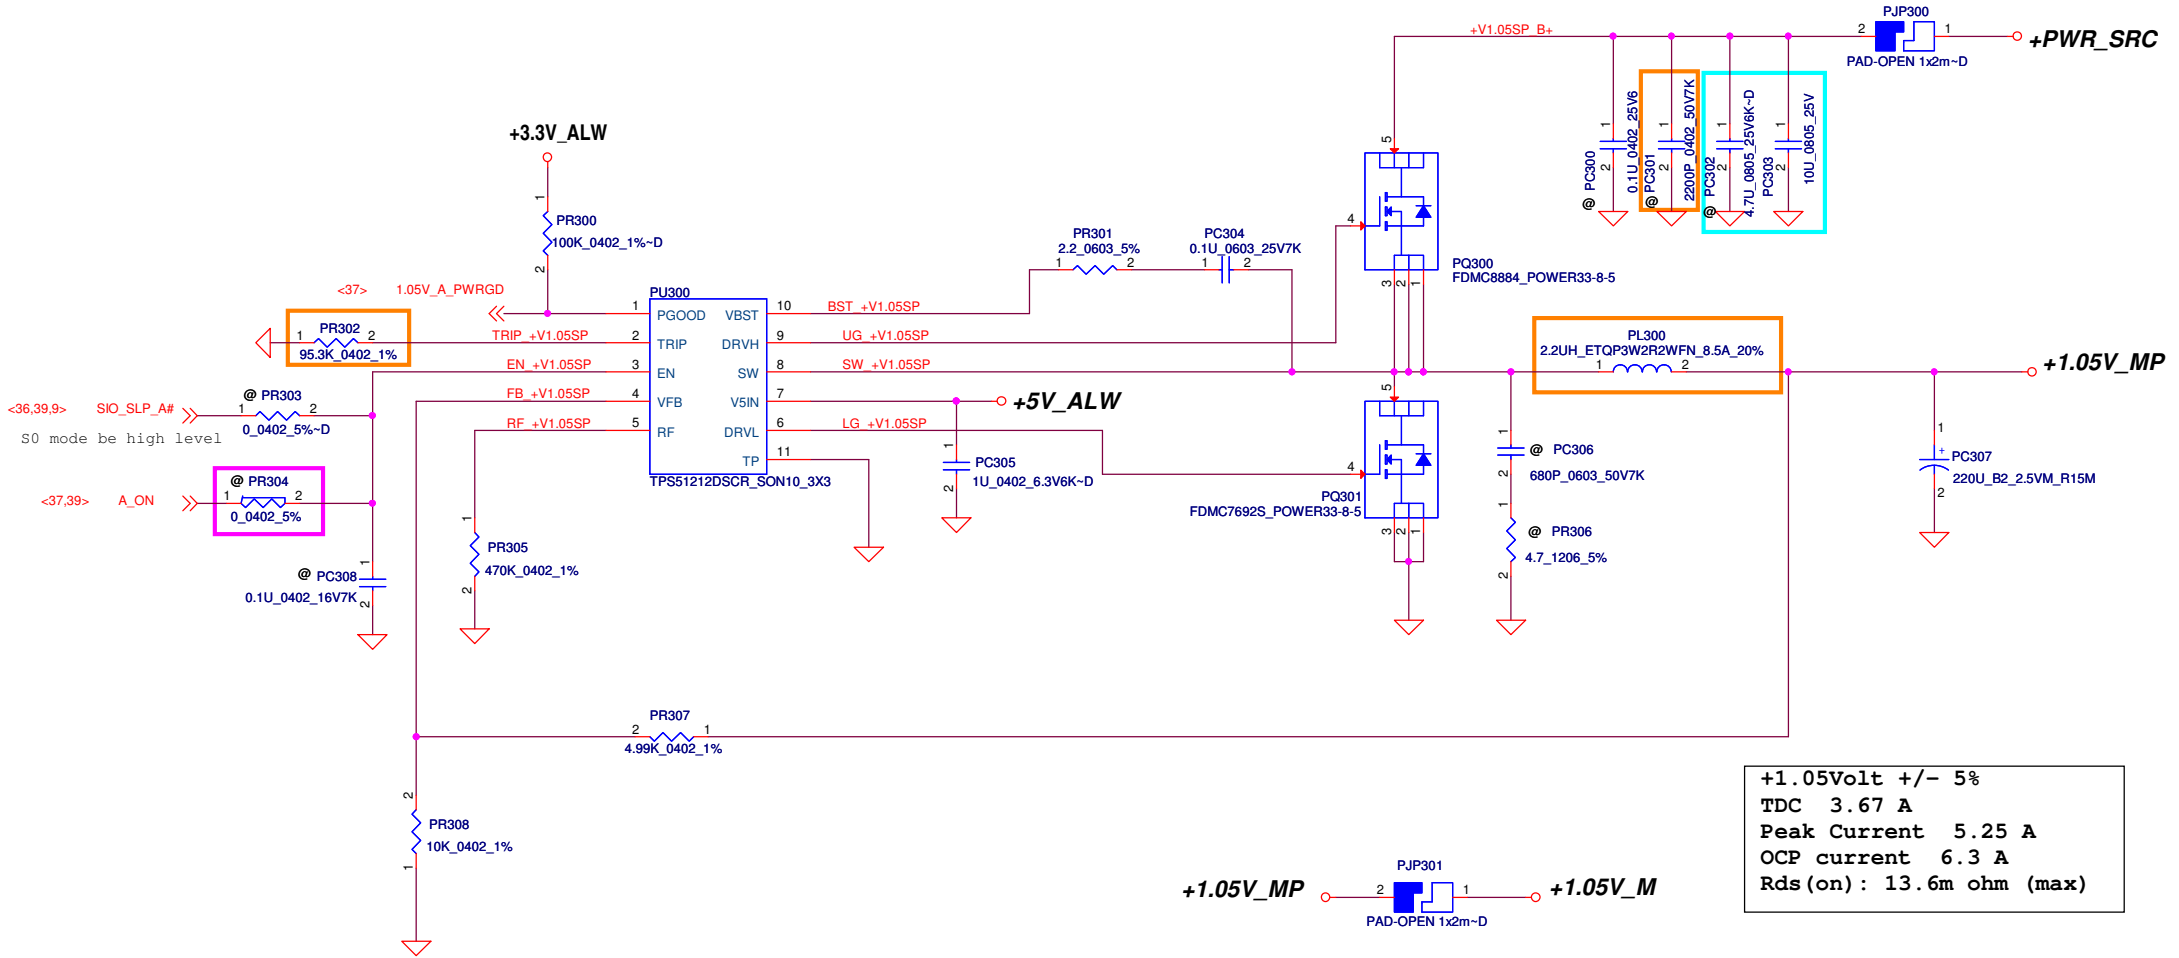 PJP300
+V1.05SP_B+
2
1
+PWR_SRC
PAD-OPEN 1x2m~D
1
2
@ PC300
0.1U_0402_25V6
1
2
@ PC301
2200P_0402_50V7K
1
2
@ PC302
4.7U_0805_25V6K~D
1
2
PC303
10U_0805_25V
+3.3V_ALW
1
PR300
100K_0402_1%~D
2
5
4
PQ300
FDMC8884_POWER33-8-5
3
2
1
PR301
2.2_0603_5%
1
2
PC304
0.1U_0603_25V7K
1
2
<37>
1.05V_A_PWRGD
PU300
1
PGOOD
VBST
10
BST_+V1.05SP
1
PR302
2
95.3K_0402_1%
TRIP_+V1.05SP
2
TRIP
DRVH
9
UG_+V1.05SP
EN_+V1.05SP
3
EN
SW
8
SW_+V1.05SP
FB_+V1.05SP
4
VFB
V5IN
7
+5V_ALW
RF_+V1.05SP
5
RF
DRVL
6
LG_+V1.05SP
TP
11
TPS51212DSCR_SON10_3X3
PL300
2.2UH_ETQP3W2R2WFN_8.5A_20%
1
2
+1.05V_MP
<36,39,9>
SIO_SLP_A#
@ PR303
1
2
0_0402_5%~D
S0 mode be high level
<37,39>
A_ON
@ PR304
1
2
0_0402_5%
1
@ PC308
0.1U_0402_16V7K
2
1
PR305
470K_0402_1%
2
1
PC305
1U_0402_6.3V6K~D
2
5
4
PQ301
FDMC7692S_POWER33-8-5
3
2
1
1
@ PC306
2
680P_0603_50V7K
1
@ PR306
4.7_1206_5%
2
1
+
PC307
220U_B2_2.5VM_R15M
2
PR307
2
1
4.99K_0402_1%
2
PR308
10K_0402_1%
1
+1.05Volt +/- 5%
TDC 3.67 A
Peak Current 5.25 A
OCP current 6.3 A
Rds(on): 13.6m ohm (max)
PJP301
+1.05V_MP
2
1
+1.05V_M
PAD-OPEN 1x2m~D